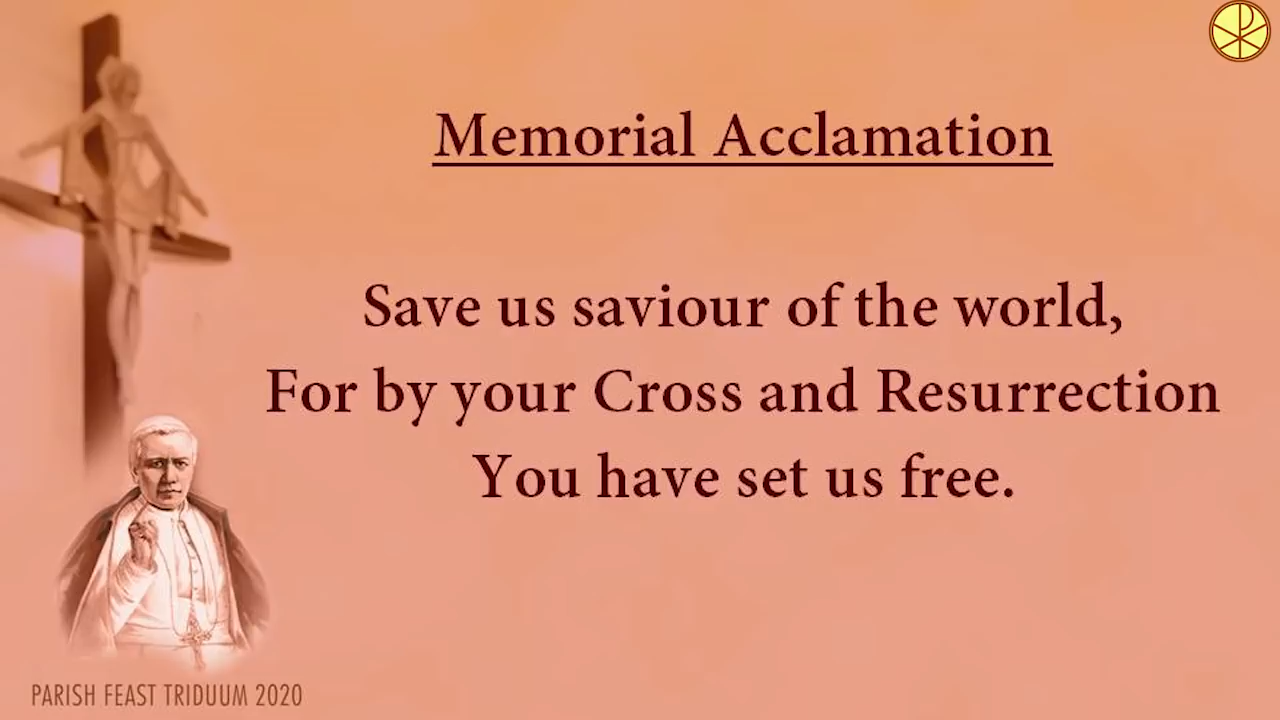 Memorial Acclamation
Save us saviour of the world,
For by your Cross and Resurrection
You have set us free.
PARISH FEAST TRIDUUM 2020